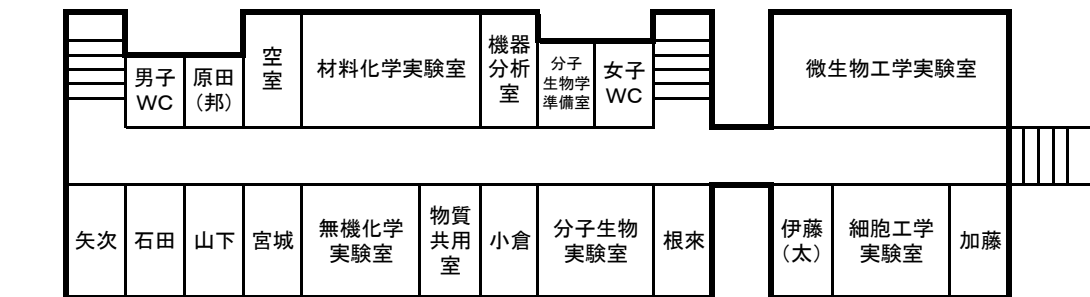 男子
WC
原田
（邦）
空
室
材料化学実験室
機器
分析
室
分子
生物学
準備室
女子
WC
微生物工学実験室
矢次
石田
山下
宮城
無機化学
実験室
物質
共用
室
小倉
分子生物
実験室
根來
伊藤
（太）
細胞工学
実験室
加藤